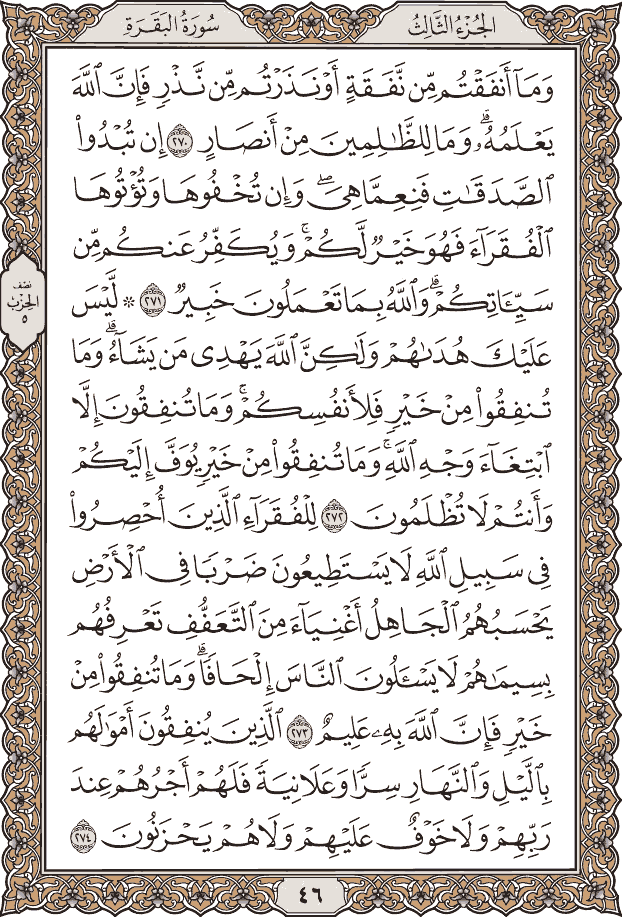 الجُزْءُ الثَّالِثُ
سُورَةُ البَقَرَةِ
وَمَآ أَنفَقْتُم مِّن نَّفَقَةٍ أَوْ نَذَرْتُم مِّن نَّذْرٍ فَإِنَّ ٱللَّهَ
يَعْلَمُهُۥۗ وَمَا لِلظَّٰلِمِينَ مِنْ أَنصَارٍ ٢٧٠ إِن تُبْدُوا۟
ٱلصَّدَقَٰتِ فَنِعِمَّا هِىَۖ وَإِن تُخْفُوهَا وَتُؤْتُوهَا
ٱلْفُقَرَآءَ فَهُوَ خَيْرٌ لَّكُمْۚ وَيُكَفِّرُ عَنكُم مِّن
سَيِّـَٔاتِكُمْۗ وَٱللَّهُ بِمَا تَعْمَلُونَ خَبِيرٌ ٢٧١ * لَّيْسَ
عَلَيْكَ هُدَىٰهُمْ وَلَٰكِنَّ ٱللَّهَ يَهْدِى مَن يَشَآءُۗ وَمَا
تُنفِقُوا۟ مِنْ خَيْرٍ فَلِأَنفُسِكُمْۚ وَمَا تُنفِقُونَ إِلَّا
ٱبْتِغَآءَ وَجْهِ ٱللَّهِۚ وَمَا تُنفِقُوا۟ مِنْ خَيْرٍ يُوَفَّ إِلَيْكُمْ
وَأَنتُمْ لَا تُظْلَمُونَ ٢٧٢ لِلْفُقَرَآءِ ٱلَّذِينَ أُحْصِرُوا۟
فِى سَبِيلِ ٱللَّهِ لَا يَسْتَطِيعُونَ ضَرْبًا فِى ٱلْأَرْضِ
يَحْسَبُهُمُ ٱلْجَاهِلُ أَغْنِيَآءَ مِنَ ٱلتَّعَفُّفِ تَعْرِفُهُم
بِسِيمَٰهُمْ لَا يَسْـَٔلُونَ ٱلنَّاسَ إِلْحَافًاۗ وَمَا تُنفِقُوا۟ مِنْ
خَيْرٍ فَإِنَّ ٱللَّهَ بِهِۦ عَلِيمٌ ٢٧٣ ٱلَّذِينَ يُنفِقُونَ أَمْوَٰلَهُم
بِٱلَّيْلِ وَٱلنَّهَارِ سِرًّا وَعَلَانِيَةً فَلَهُمْ أَجْرُهُمْ عِندَ
رَبِّهِمْ وَلَا خَوْفٌ عَلَيْهِمْ وَلَا هُمْ يَحْزَنُونَ ٢٧٤
نصف
الحِزْب
٥
٤٦